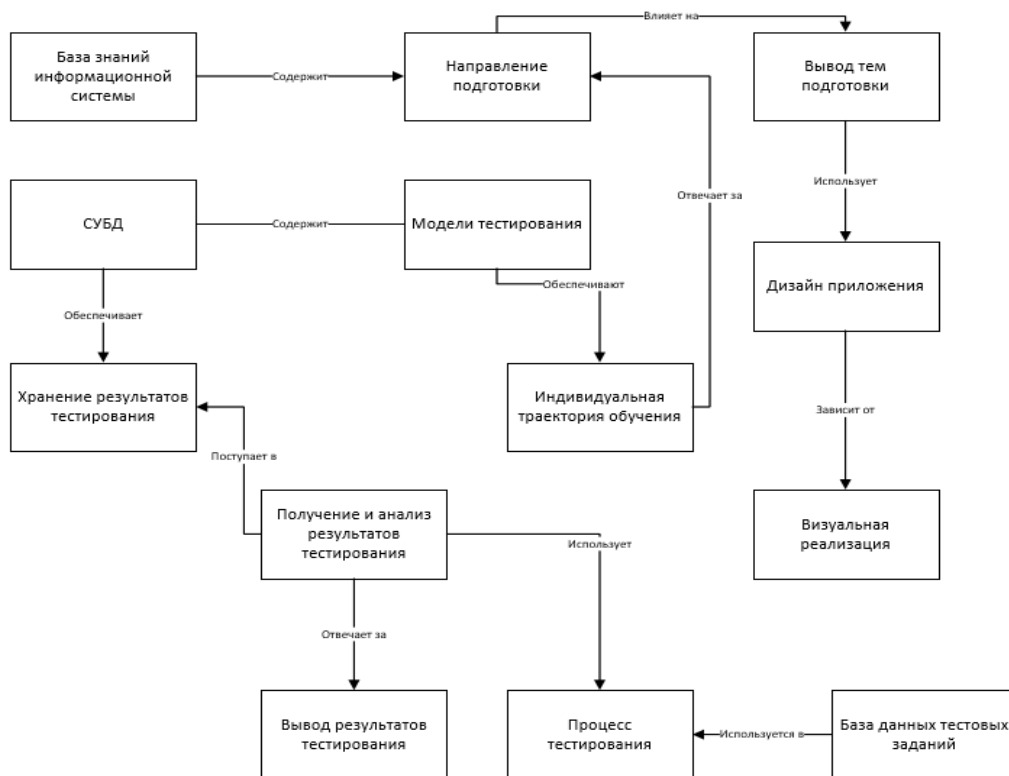 Влияет на
База знаний
информационной
системы
Содержит
Направление
подготовки
Вывод тем
подготовки
Отвечает за
Использует
СУБД
Содержит
Модели тестирования
Дизайн приложения
Обеспечивает
Обеспечивают
Хранение результатов
тестирования
Индивидуальная
траектория обучения
Зависит от
Поступает в
Получение и анализ
результатов
тестирования
Использует
Визуальная
реализация
Отвечает за
Вывод результатов
тестирования
Процесс
тестирования
Используется в
База данных тестовых
заданий